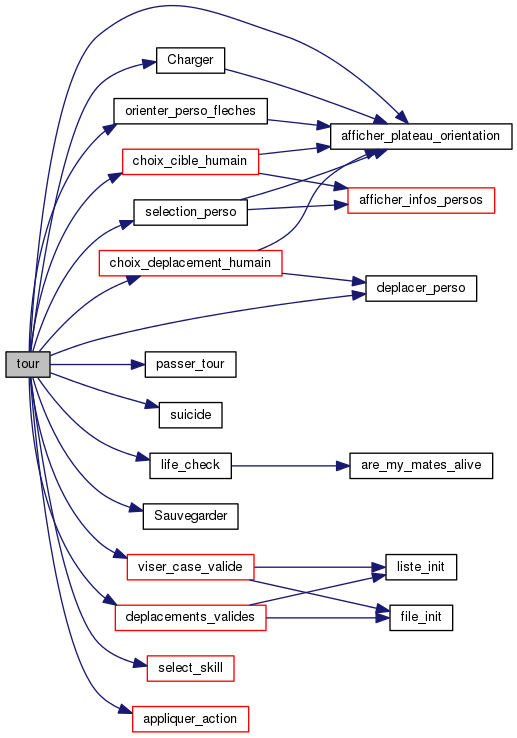 Charger
orienter_perso_fleches
afficher_plateau_orientation
choix_cible_humain
afficher_infos_persos
selection_perso
choix_deplacement_humain
deplacer_perso
tour
passer_tour
suicide
life_check
are_my_mates_alive
Sauvegarder
viser_case_valide
liste_init
deplacements_valides
file_init
select_skill
appliquer_action